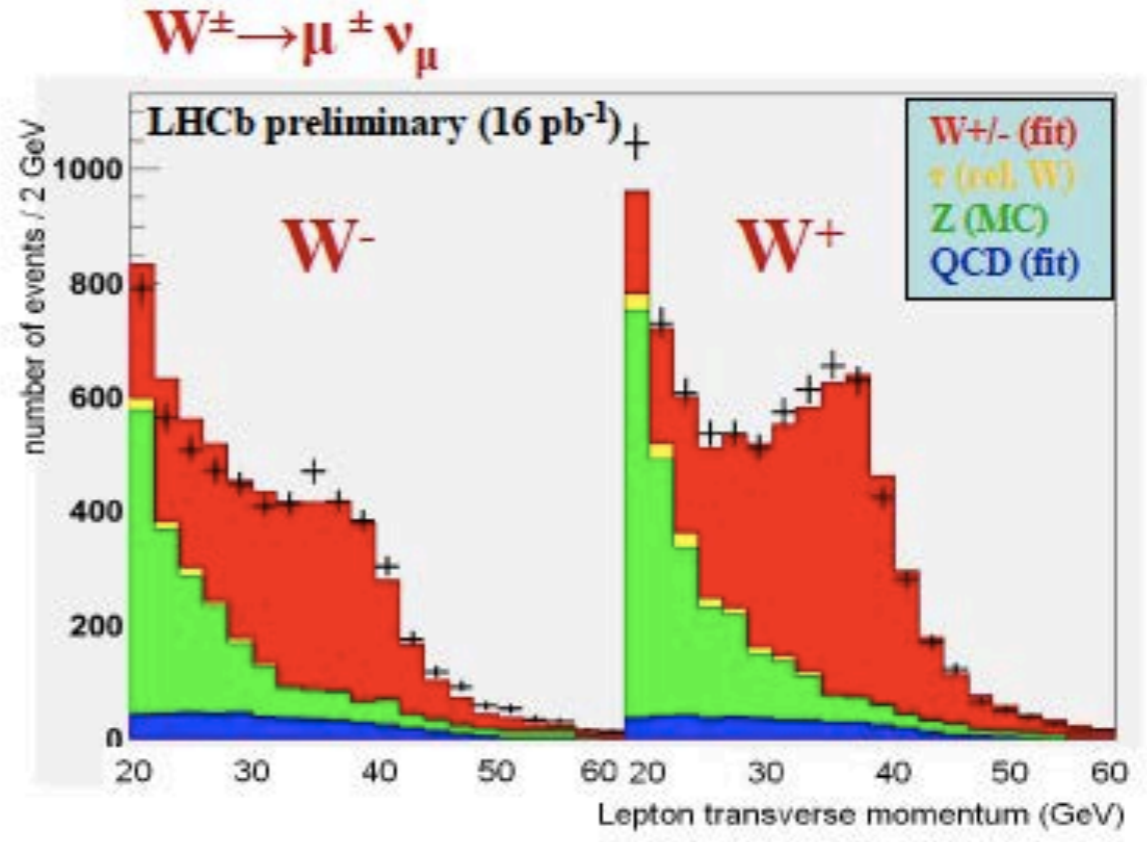 W±→μ ± νμ
LHCb preliminary (16 pb-1)
W+/- (fit)
τ (rel. W)
Z (MC)
QCD (fit)
W-
W+
number of events / 2 GeV
1000
800
600
400
200
0
20 30 40 50 60 20 30 40 50 60
Lepton transverse momentum (GeV)